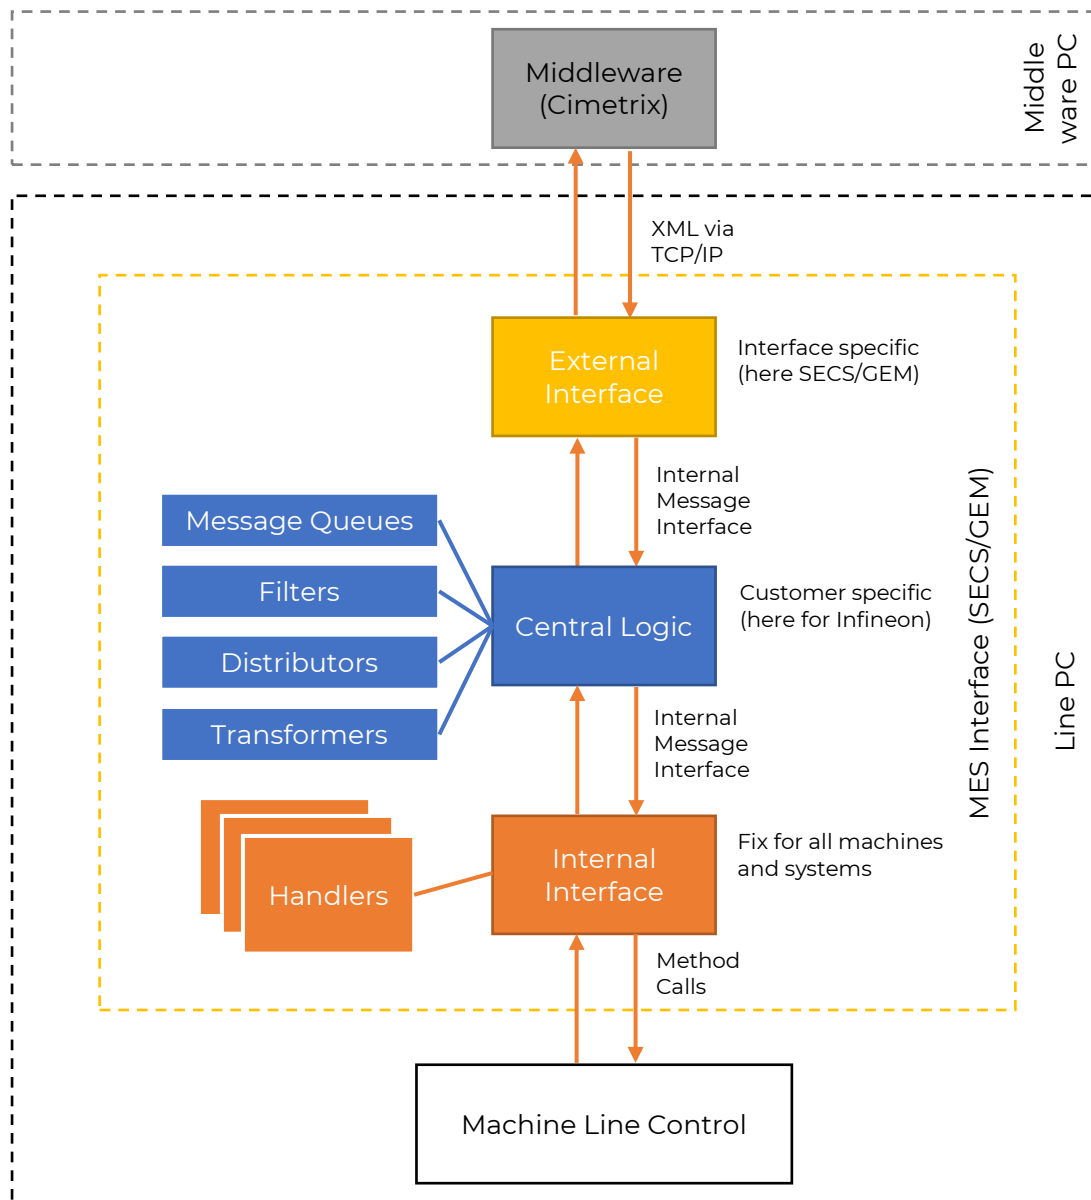 Middleware
(Cimetrix)
Middle
ware PC
XML via
TCP/IP
External
Interface
Interface specific
(here SECS/GEM)
Internal
Message
Interface
Message Queues
Filters
Distributors
Transformers
Central Logic
Customer specific
(here for Infineon)
MES Interface (SECS/GEM)
Line PC
Internal
Message
Interface
Handlers
Internal
Interface
Fix for all machines
and systems
Method
Calls
Machine Line Control